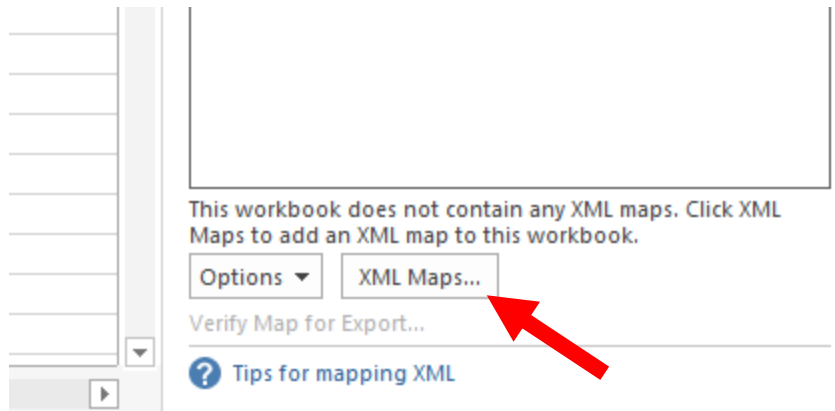 This workbook does not contain any XML maps. Click XML
Maps to add an XML map to this workbook.
Options XML Maps...
Verify Map for Export...
? Tips for mapping XML